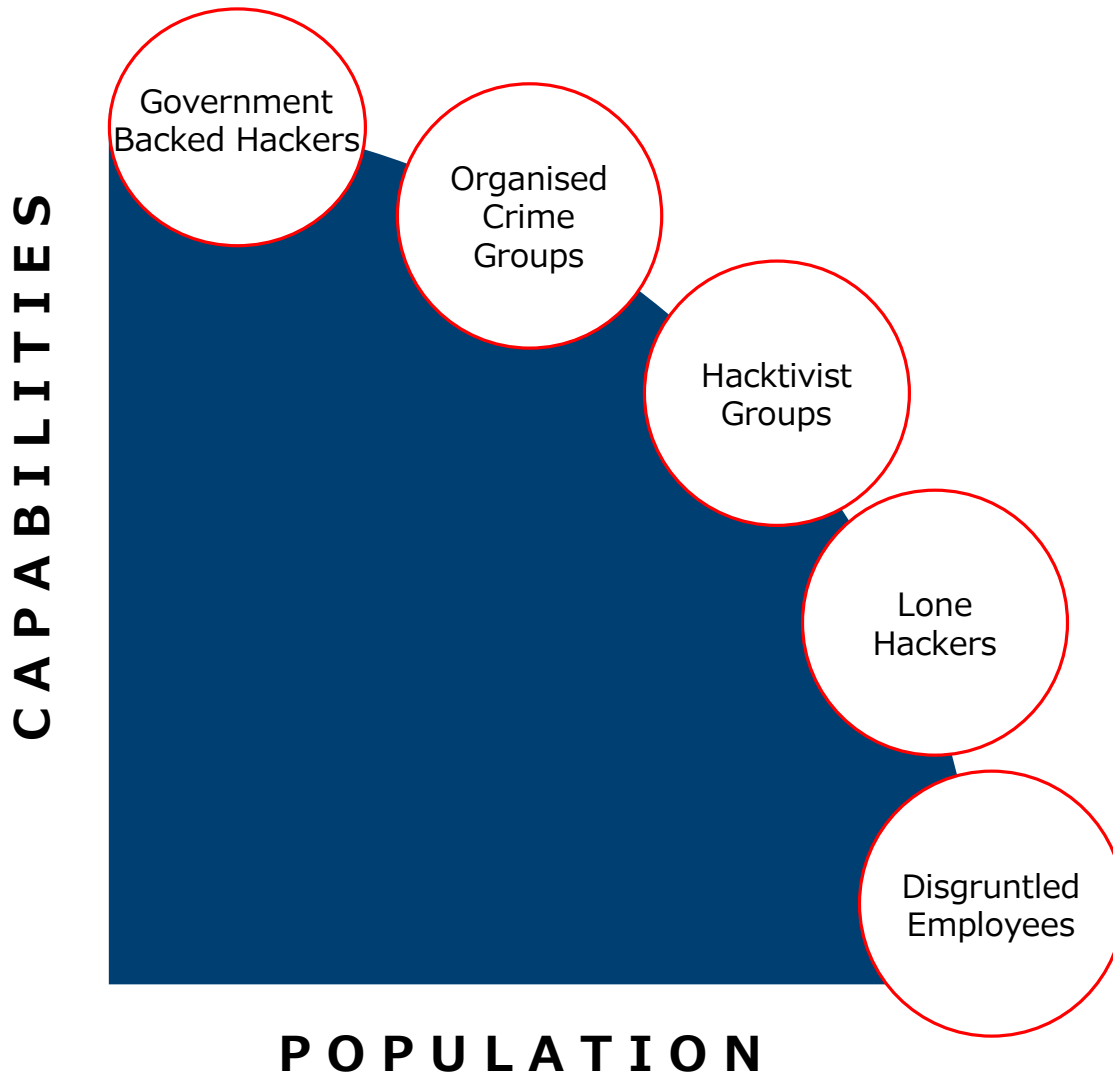 Government
Backed Hackers
Organised
Crime
Groups
Hacktivist
Groups
Lone
Hackers
Disgruntled
Employees
CAPABILITIES
POPULATION